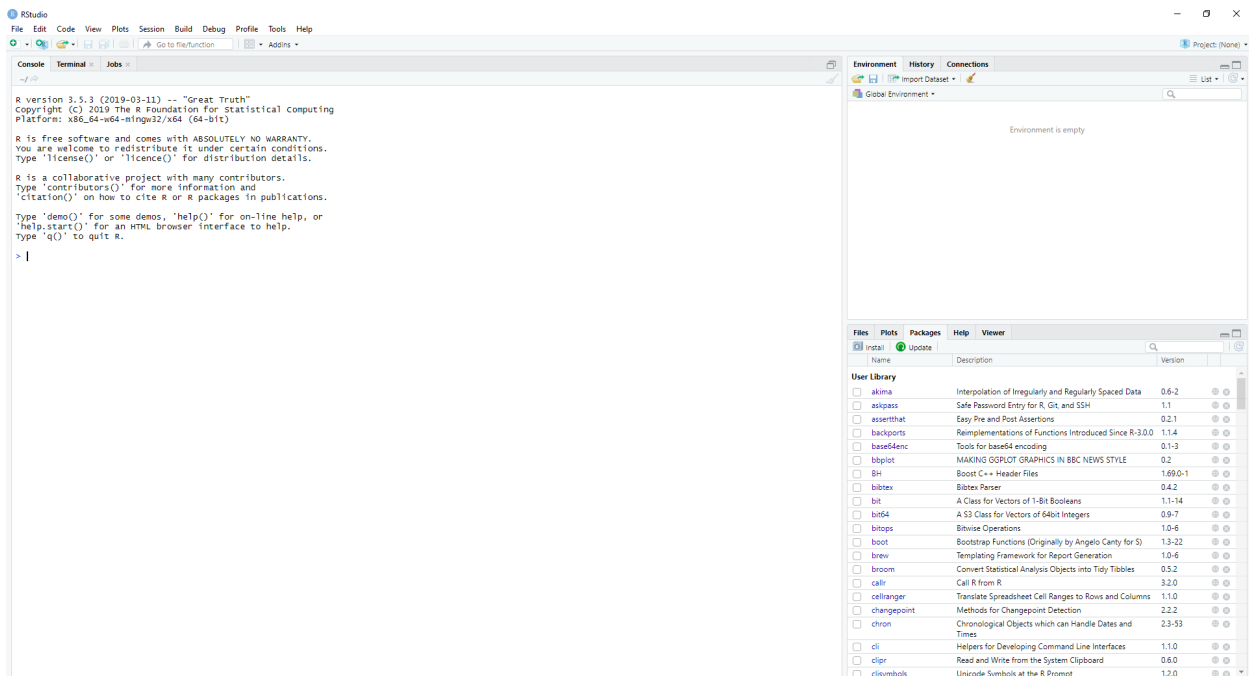 RStudio
File Edit Code View Plots Session Build Debug Profile Tools Help
Go to file/function Addins Project: (None)
Console Terminal Jobs
~/
R version 3.5.3 (2019-03-11) -- "Great Truth"
Copyright (C) 2019 The R Foundation for Statistical Computing
Platform: x86_64-w64-mingw32/x64 (64-bit)
R is free software and comes with ABSOLUTELY NO WARRANTY.
You are welcome to redistribute it under certain conditions.
Type 'license()' or 'licence()' for distribution details.
R is a collaborative project with many contributors.
Type 'contributors()' for more information and
'citation()' on how to cite R or R packages in publications.
Type 'demo()' for some demos, 'help()' for on-line help, or
'help.start()' for an HTML browser interface to help.
Type 'q()' to quit R.
>
Environment History Connections
Import Dataset List
Global Environment
Environment is empty
Files Plots Packages Help Viewer
Install Update
Name Description Version
User Library
akima Interpolation of Irregularly and Regularly Spaced Data 0.6-2
askpass Safe Password Entry for R, Git, and SSH 1.1
assertthat Easy Pre and Post Assertions 0.2.1
backports Reimplementations of Functions Introduced Since R-3.0.0 1.1.4
base64enc Tools for base64 encoding 0.1-3
bbplot MAKING GGPLOT GRAPHICS IN BBC NEWS STYLE 0.2
BH Boost C++ Header Files 1.69.0-1
bibtex Bibtex Parser 0.4.2
bit A Class for Vectors of 1-Bit Booleans 1.1-14
bit64 A S3 Class for Vectors of 64bit Integers 0.9-7
bitops Bitwise Operations 1.0-6
boot Bootstrap Functions (Originally by Angelo Canty for S) 1.3-22
brew Templating Framework for Report Generation 1.0-6
broom Convert Statistical Analysis Objects into Tidy Tibbles 0.5.2
callr Call R from R 3.2.0
cellranger Translate Spreadsheet Cell Ranges to Rows and Columns 1.1.0
changepoint Methods for Changepoint Detection 2.2.2
chron Chronological Objects which can Handle Dates and 2.3-53
Times
cli Helpers for Developing Command Line Interfaces 1.1.0
clipr Read and Write from the System Clipboard 0.6.0
clisymbols Unicode Symbols at the R Prompt 1.2.0